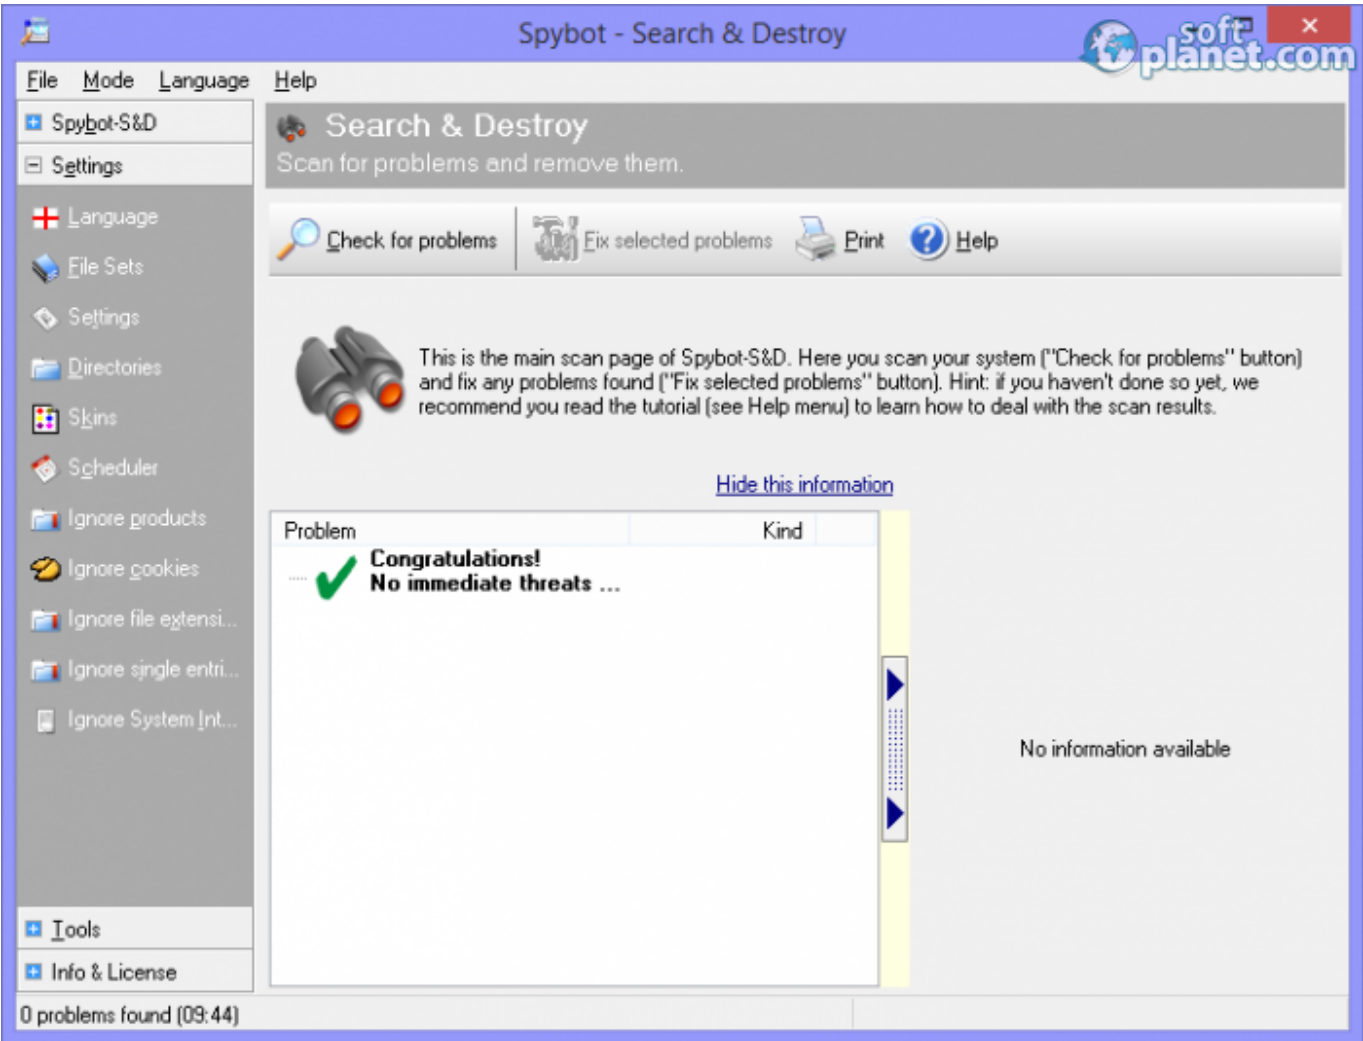 Spybot - Search & Destroy
soft
planet.com
File Mode Language Help
Spybot-S&D
Settings
Language
File Sets
Settings
Directories
Skins
Scheduler
Ignore products
Ignore cookies
Ignore file extensi...
Ignore single entri...
Ignore System Int...
Tools
Info & License
Search & Destroy
Scan for problems and remove them.
Check for problems Fix selected problems Print Help
This is the main scan page of Spybot-S&D. Here you scan your system ("Check for problems" button)
and fix any problems found ("Fix selected problems" button). Hint: if you haven't done so yet, we
recommend you read the tutorial (see Help menu) to learn how to deal with the scan results.
Hide this information
Problem Kind
Congratulations!
No immediate threats ...
No information available
0 problems found (09:44)